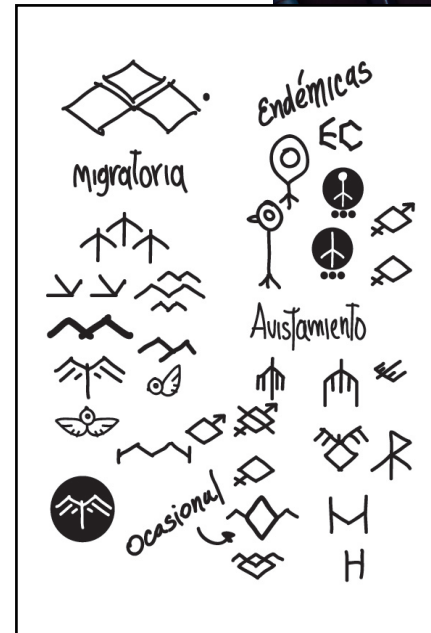 Migratoria
Endémicas
EC
Avistamiento
R
Ocasional
H
H